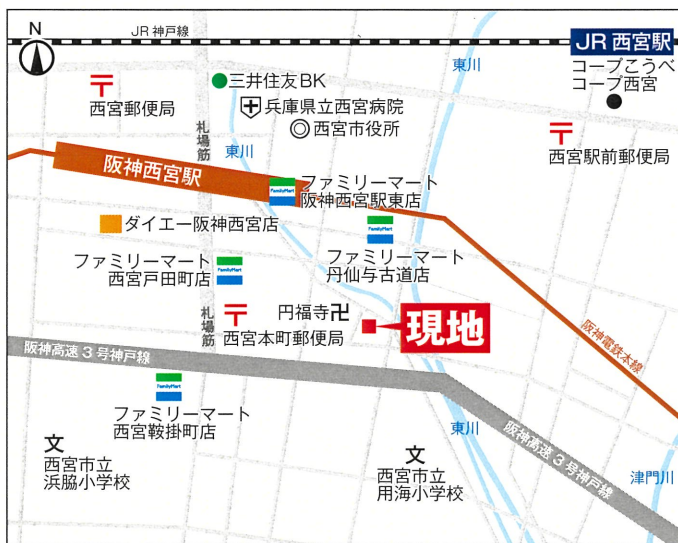 N
JR 神戸線
JR 西宮駅
コープこうべ
コープ西宮
東川
三井住友BK
兵庫県立西宮病院
西宮市役所
〒
西宮郵便局
札場筋
東川
〒
西宮駅前郵便局
阪神西宮駅
FamilyMart
ファミリーマート
阪神西宮駅東店
ダイエー阪神西宮店
FamilyMart
ファミリーマート
丹仙与古道店
ファミリーマート
西宮戸田町店
FamilyMart
札場筋
〒
西宮本町郵便局
円福寺卍
現地
阪神電鉄本線
阪神高速3号神戸線
FamilyMart
ファミリーマート
西宮鞍掛町店
東川
阪神高速3号神戸線
文
西宮市立
浜脇小学校
文
西宮市立
用海小学校
津門川